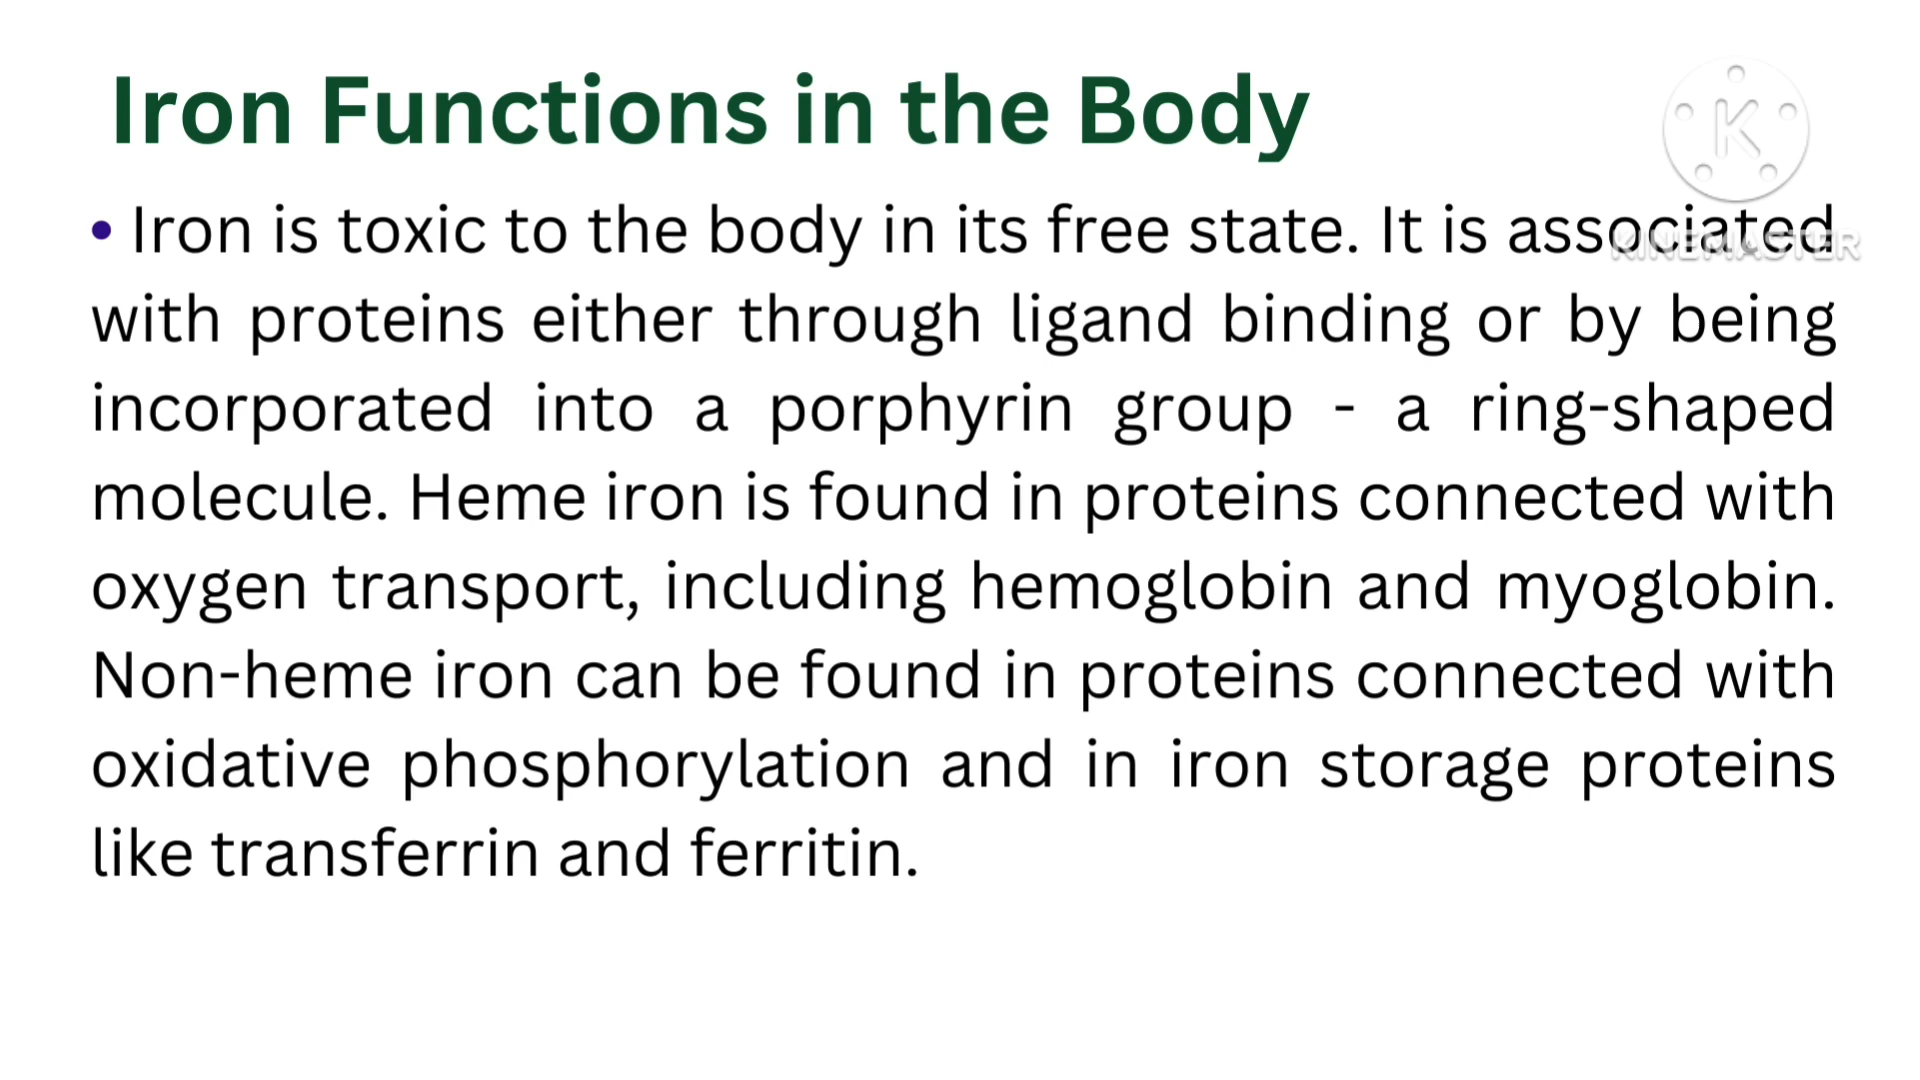 Iron Functions in the Body
K
• Iron is toxic to the body in its free state. It is associated
KINEMASTER
with proteins either through ligand binding or by being
incorporated into a porphyrin group - a ring-shaped
molecule. Heme iron is found in proteins connected with
oxygen transport, including hemoglobin and myoglobin.
Non-heme iron can be found in proteins connected with
oxidative phosphorylation and in iron storage proteins
like transferrin and ferritin.